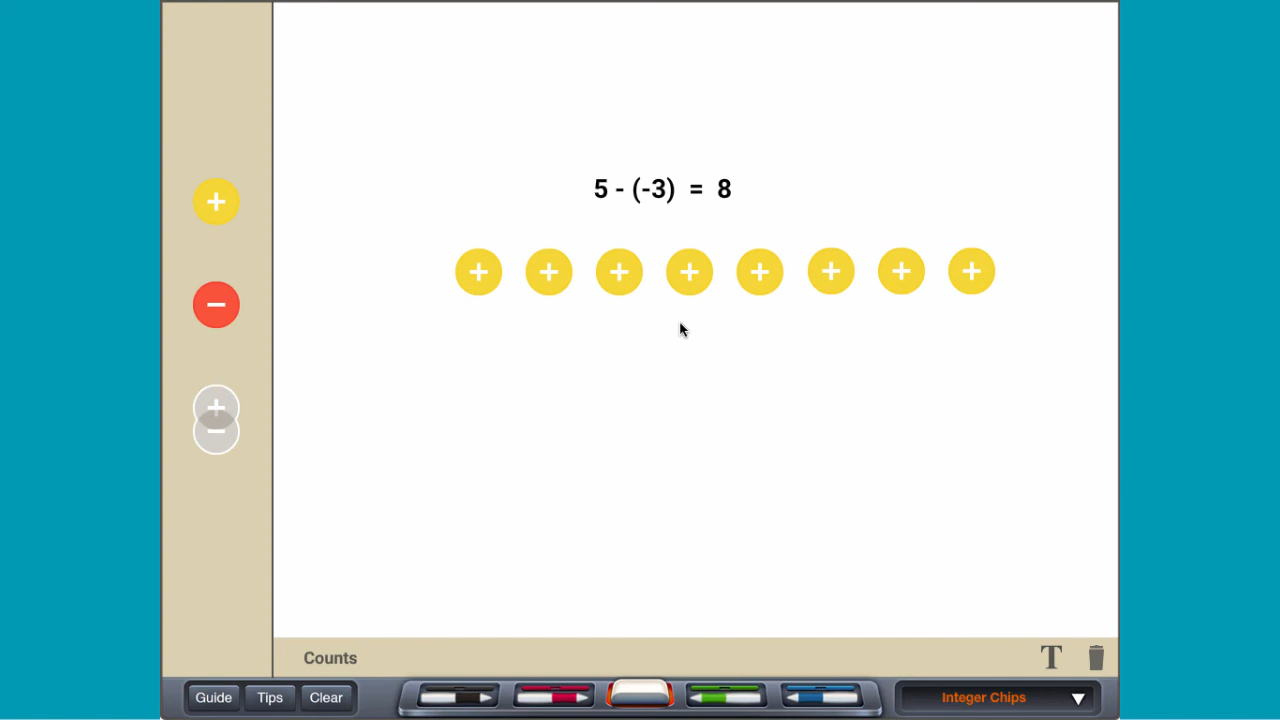 5 - (-3) = 8
+ + + + + + + +
+
−
+
−
Counts
T
Guide Tips Clear
Integer Chips